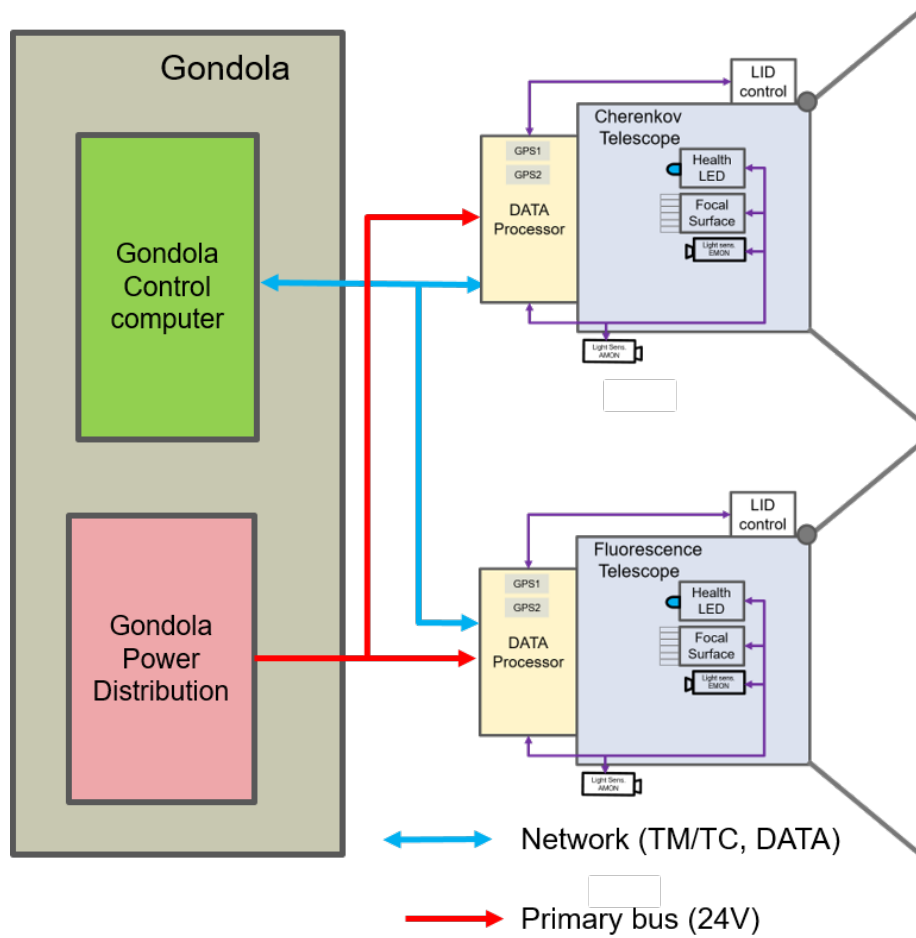 Gondola
Gondola
Control
computer
Gondola
Power
Distribution
LID
control
Cherenkov
Telescope
GPS1
GPS2
DATA
Processor
Health
LED
Focal
Surface
Light sens.
EMON
Light Sens.
AMON
LID
control
Fluorescence
Telescope
GPS1
GPS2
DATA
Processor
Health
LED
Focal
Surface
Light sens.
EMON
Light Sens.
AMON
Network (TM/TC, DATA)
Primary bus (24V)